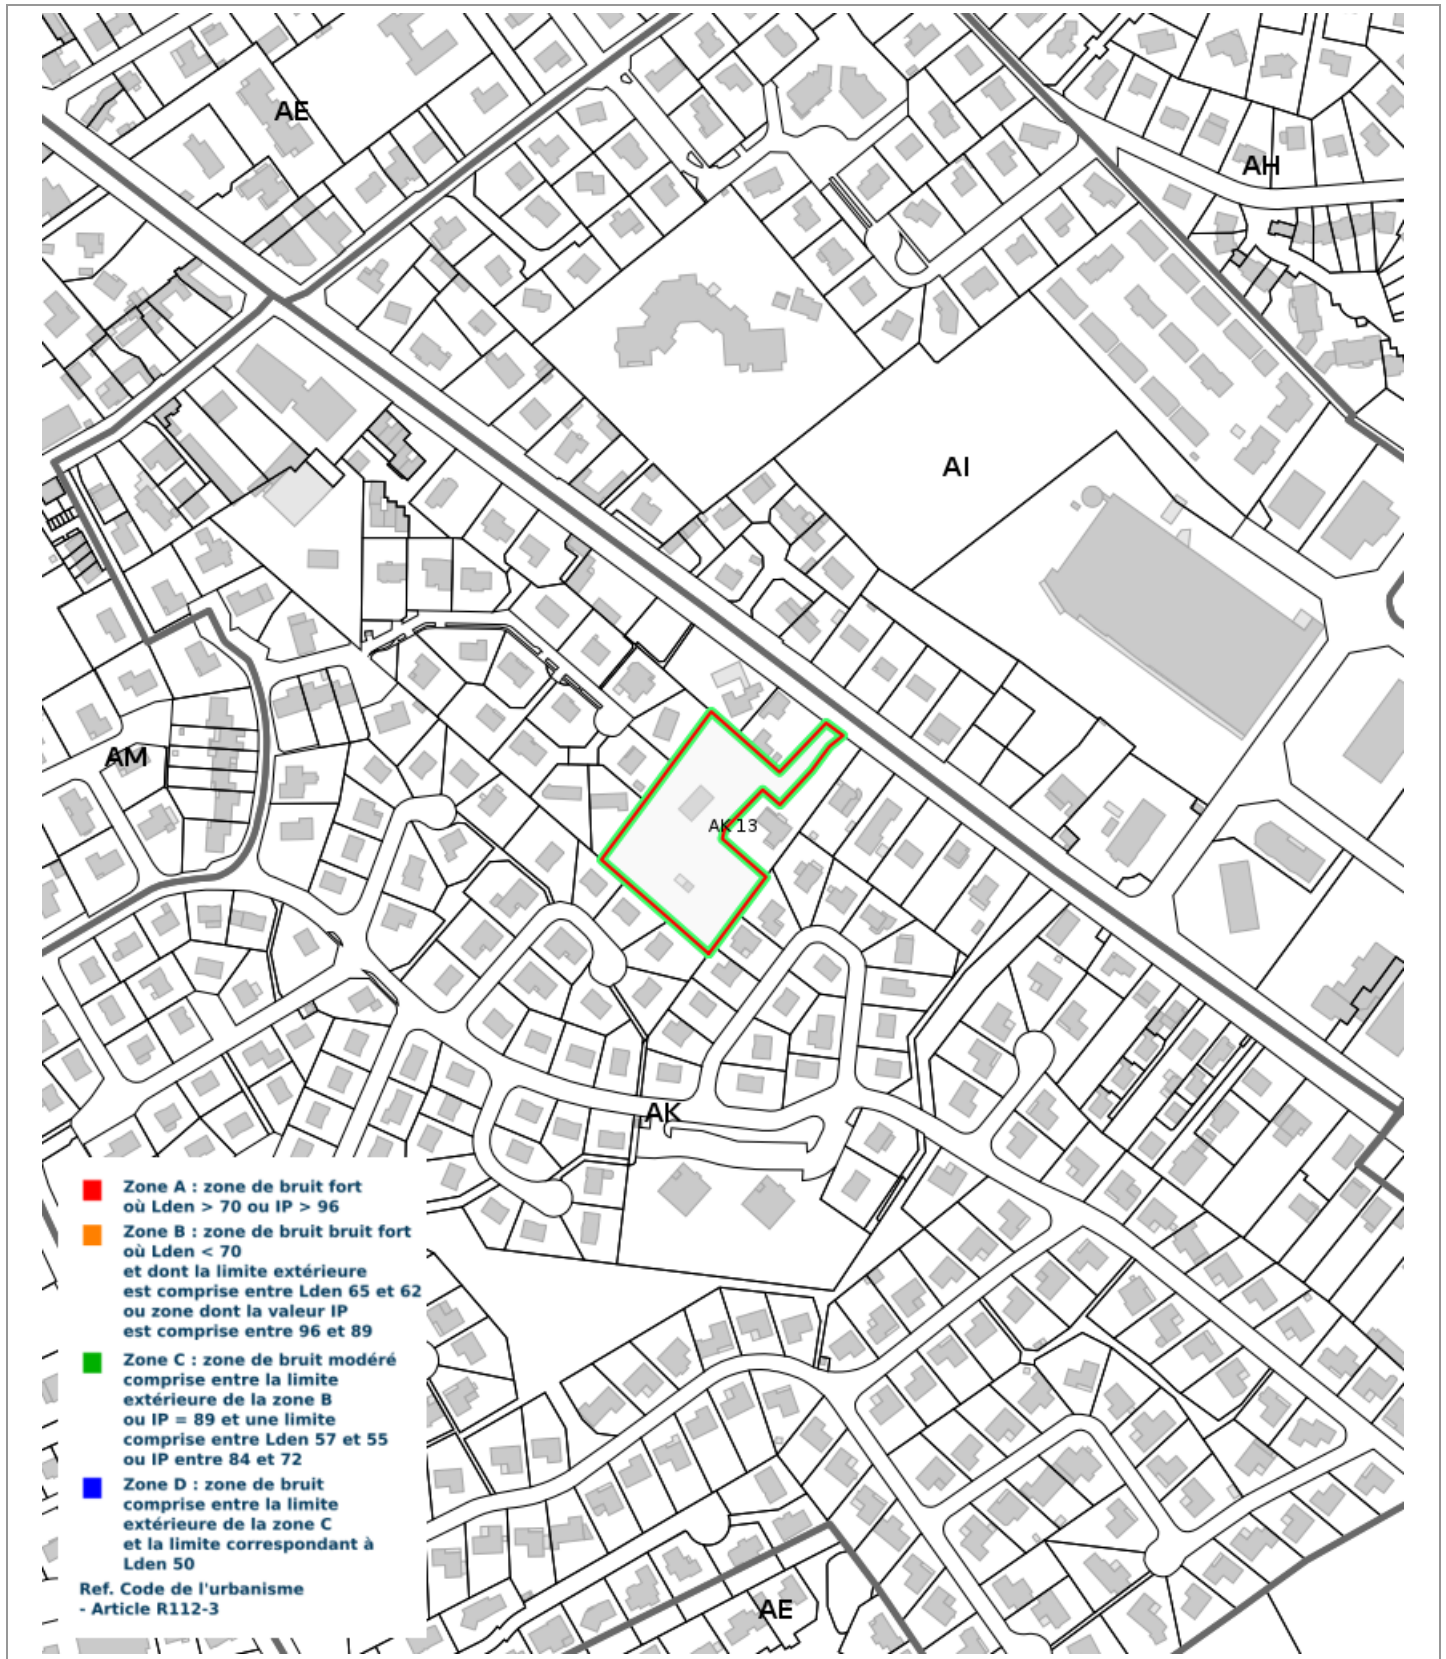 AE
AH
AI
AM
AK 13
AK
Zone A : zone de bruit fort
où Lden > 70 ou IP > 96
Zone B : zone de bruit bruit fort
où Lden < 70
et dont la limite extérieure
est comprise entre Lden 65 et 62
ou zone dont la valeur IP
est comprise entre 96 et 89
Zone C : zone de bruit modéré
comprise entre la limite
extérieure de la zone B
ou IP = 89 et une limite
comprise entre Lden 57 et 55
ou IP entre 84 et 72
Zone D : zone de bruit
comprise entre la limite
extérieure de la zone C
et la limite correspondant à
Lden 50
Ref. Code de l'urbanisme
- Article R112-3
AE